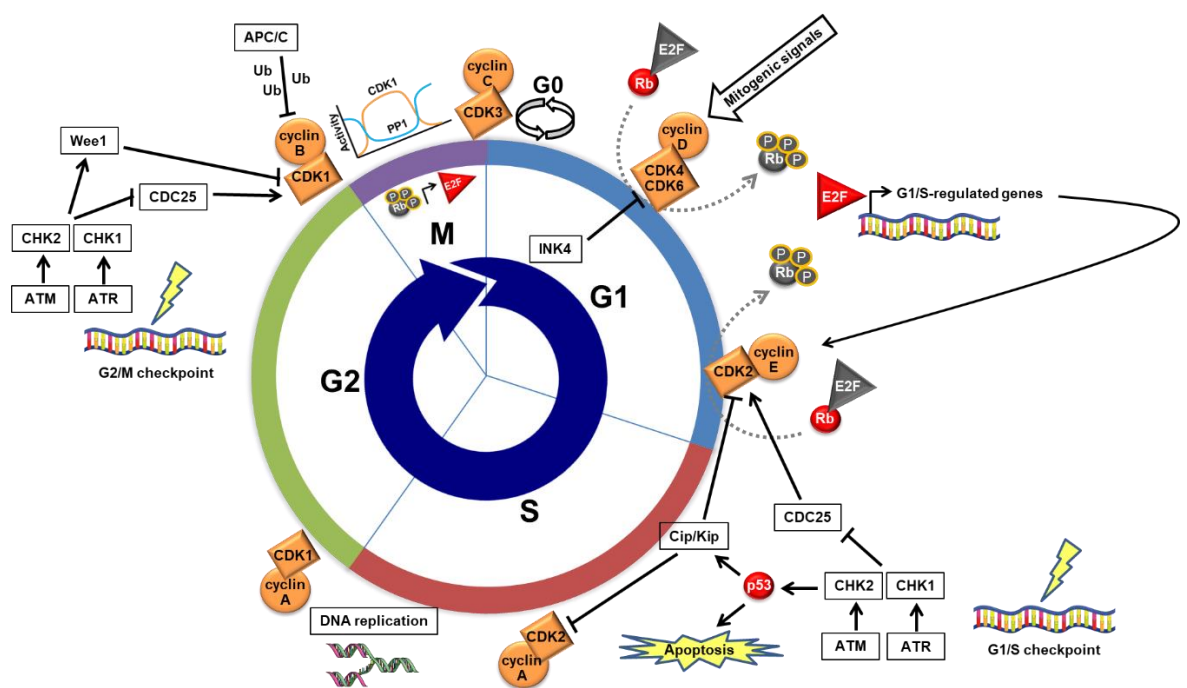 APC/C
Ub
Ub
Ub
cyclin
B
CDK1
Wee1
CDC25
CHK2
CHK1
ATM
ATR
G2/M checkpoint
Activity
CDK1
PP1
cyclin
C
CDK3
G0
E2F
Rb
Mitogenic signals
cyclin
D
CDK4
CDK6
P
P
Rb
P
E2F
G1/S-regulated genes
P
P
Rb
P
E2F
M
INK4
G1
G2
S
P
P
Rb
P
CDK2
cyclin
E
E2F
Rb
CDC25
Cip/Kip
p53
CHK2
CHK1
Apoptosis
ATM
ATR
G1/S checkpoint
CDK1
cyclin
A
DNA replication
CDK2
cyclin
A